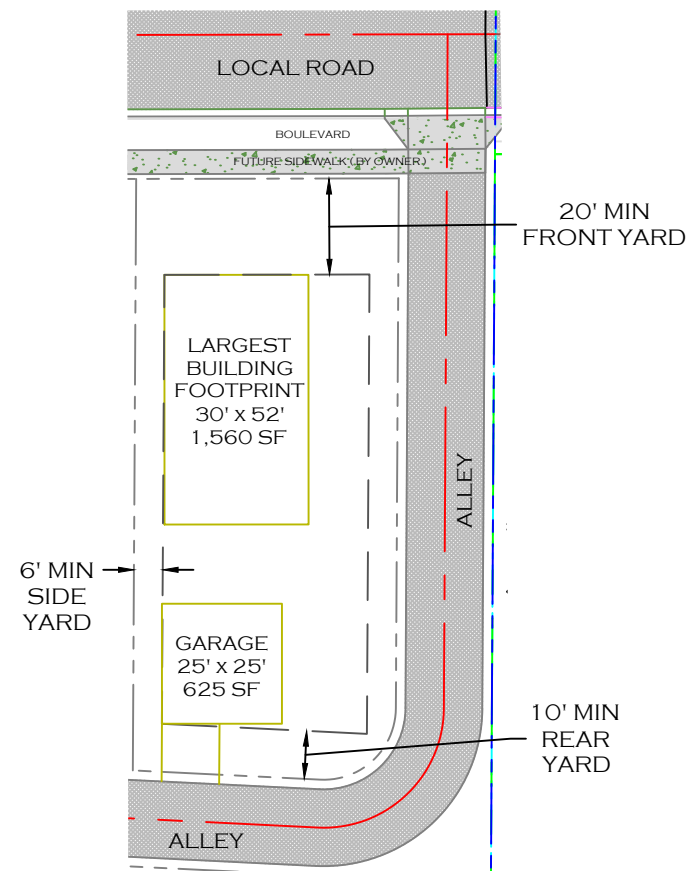 LOCAL ROAD
BOULEVARD
FUTURE SIDEWALK (BY OWNER)
20' MIN
FRONT YARD
LARGEST
BUILDING
FOOTPRINT
30' x 52'
1,560 SF
ALLEY
6' MIN
SIDE
YARD
GARAGE
25' x 25'
625 SF
10' MIN
REAR
YARD
ALLEY